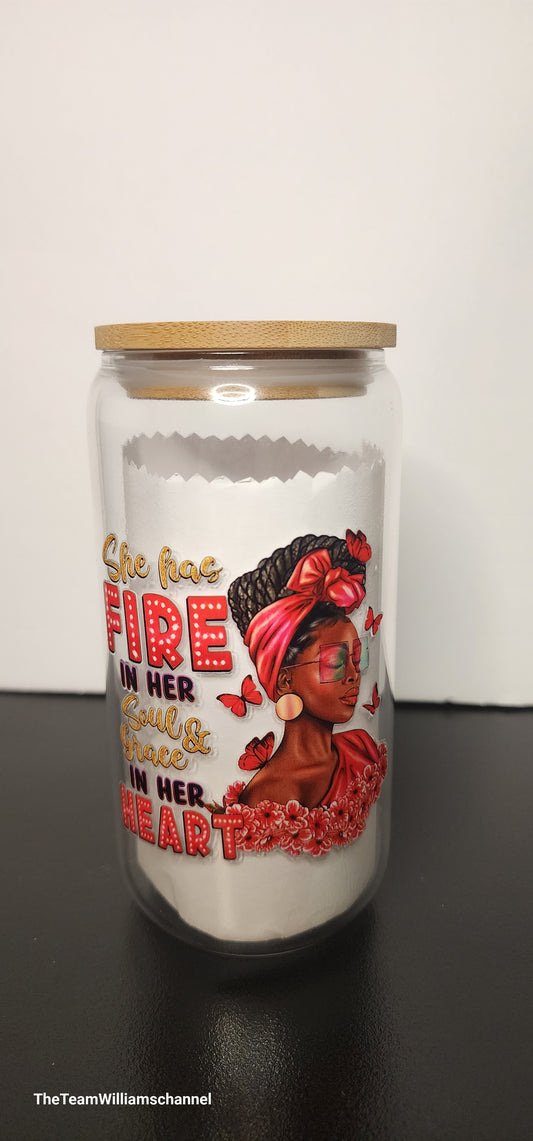 She has
FIRE
IN HER
Soul &
Grace
IN HER
HEART
TheTeamWilliamschannel